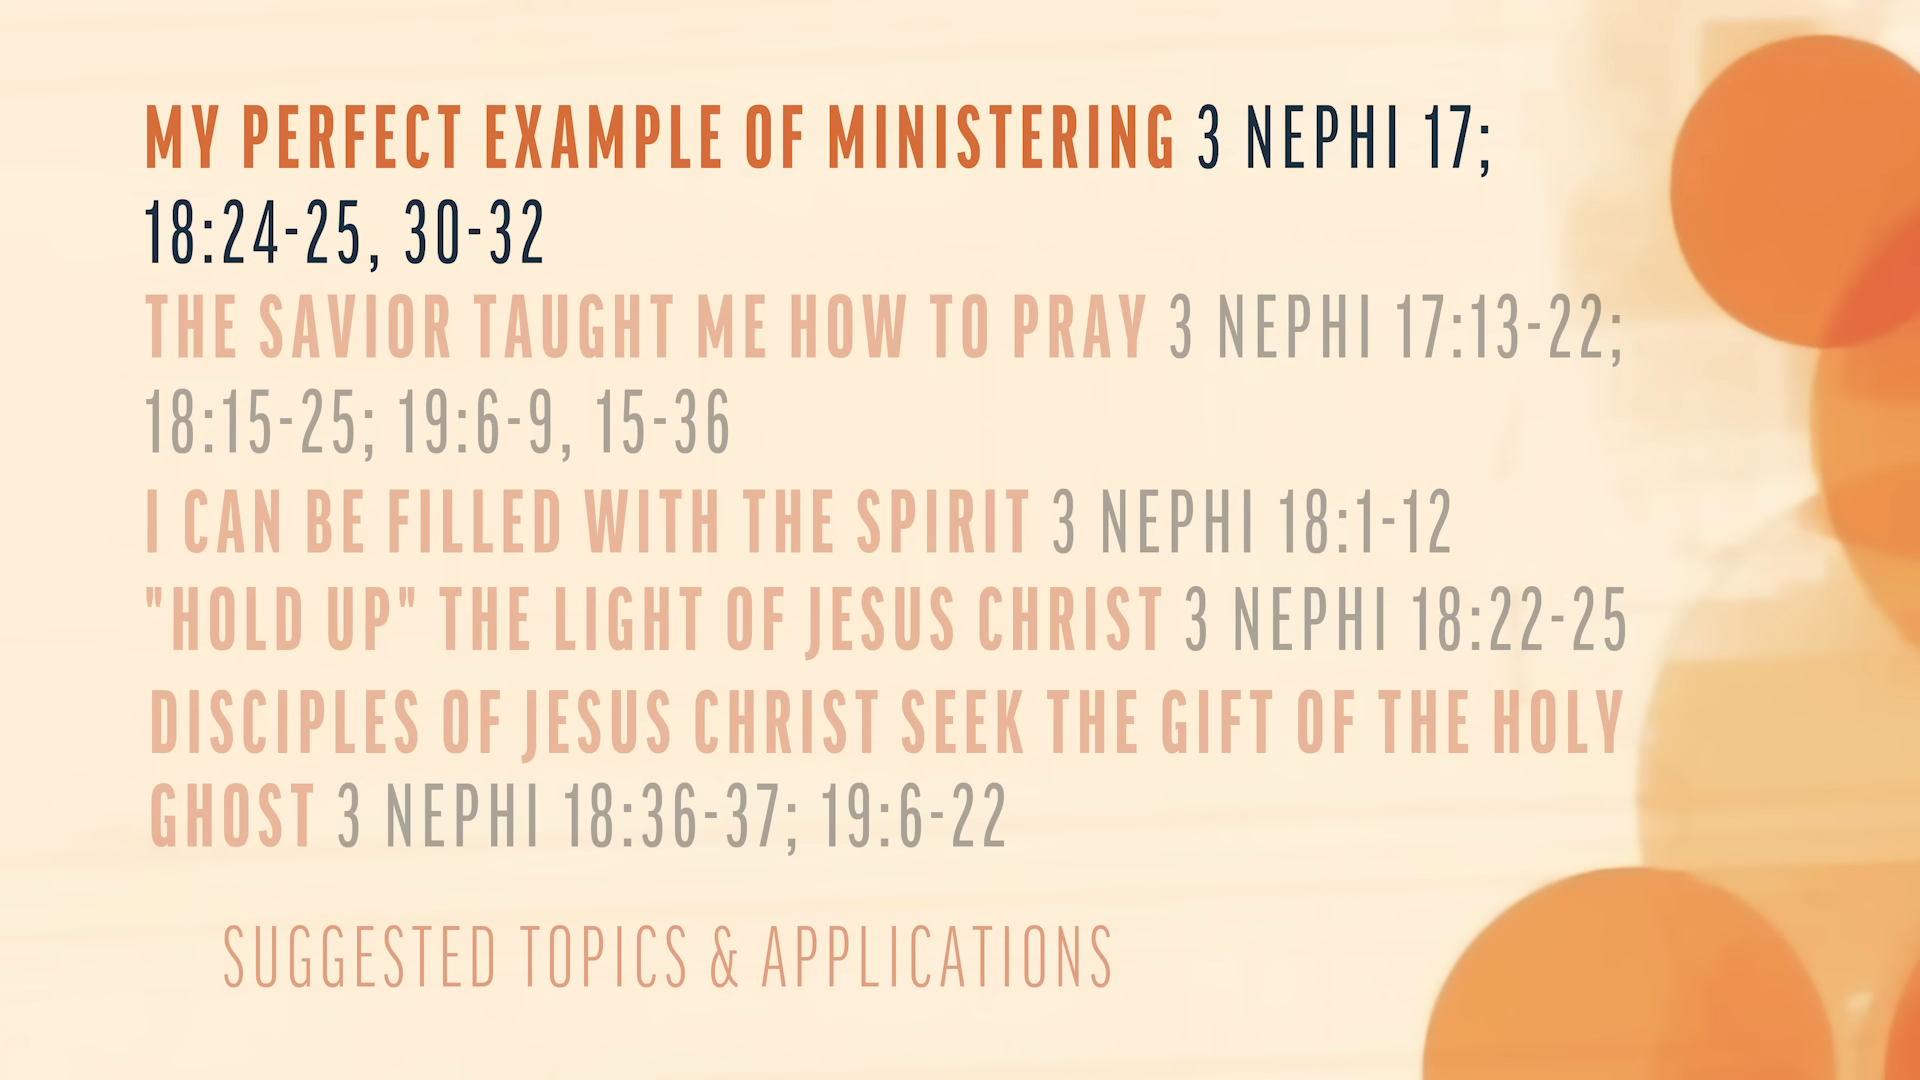 MY PERFECT EXAMPLE OF MINISTERING 3 NEPHI 17;
18:24-25, 30-32
THE SAVIOR TAUGHT ME HOW TO PRAY 3 NEPHI 17:13-22;
18:15-25; 19:6-9, 15-36
I CAN BE FILLED WITH THE SPIRIT 3 NEPHI 18:1-12
"HOLD UP" THE LIGHT OF JESUS CHRIST 3 NEPHI 18:22-25
DISCIPLES OF JESUS CHRIST SEEK THE GIFT OF THE HOLY
GHOST 3 NEPHI 18:36-37; 19:6-22
SUGGESTED TOPICS & APPLICATIONS